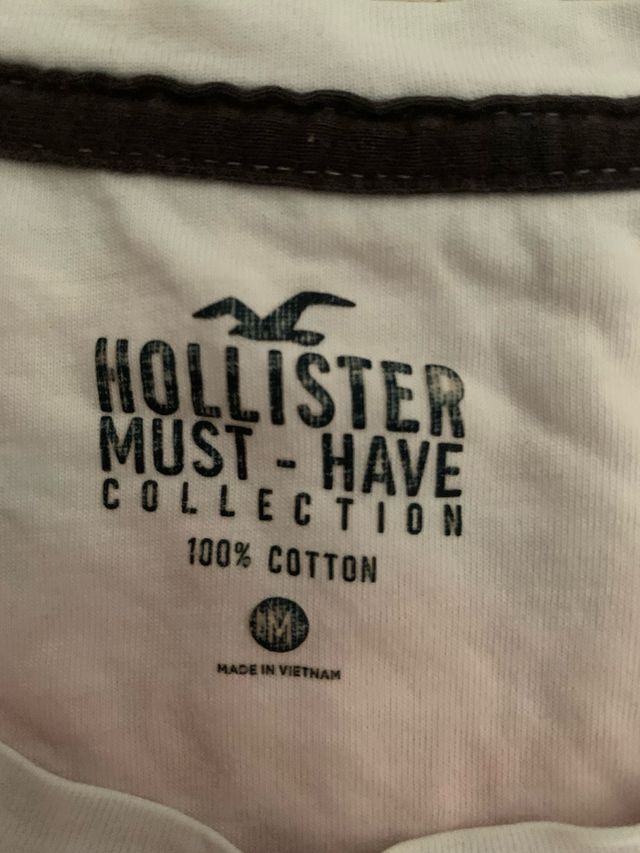 HOLLISTER
MUST - HAVE
COLLECTION
100% COTTON
M
MADE IN VIETNAM